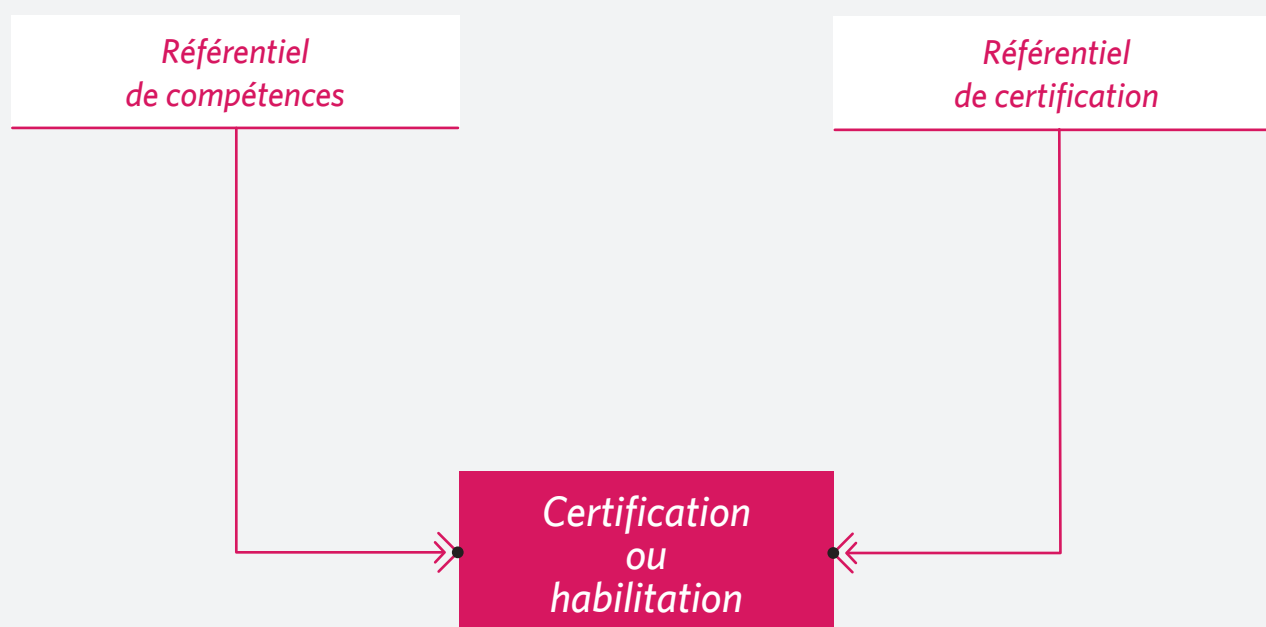 Référentiel
de compétences
Référentiel
de certification
Certification
ou
habilitation